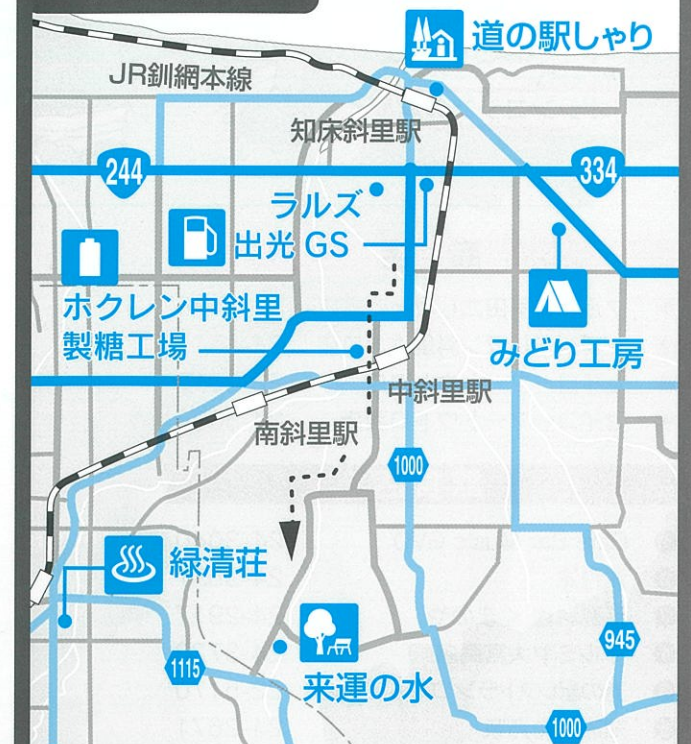 道の駅しゃり
JR釧網本線
知床斜里駅
244
334
ラルズ
出光 GS
ホクレン中斜里
製糖工場
みどり工房
中斜里駅
南斜里駅
1000
緑清荘
945
1115
来運の水
1000